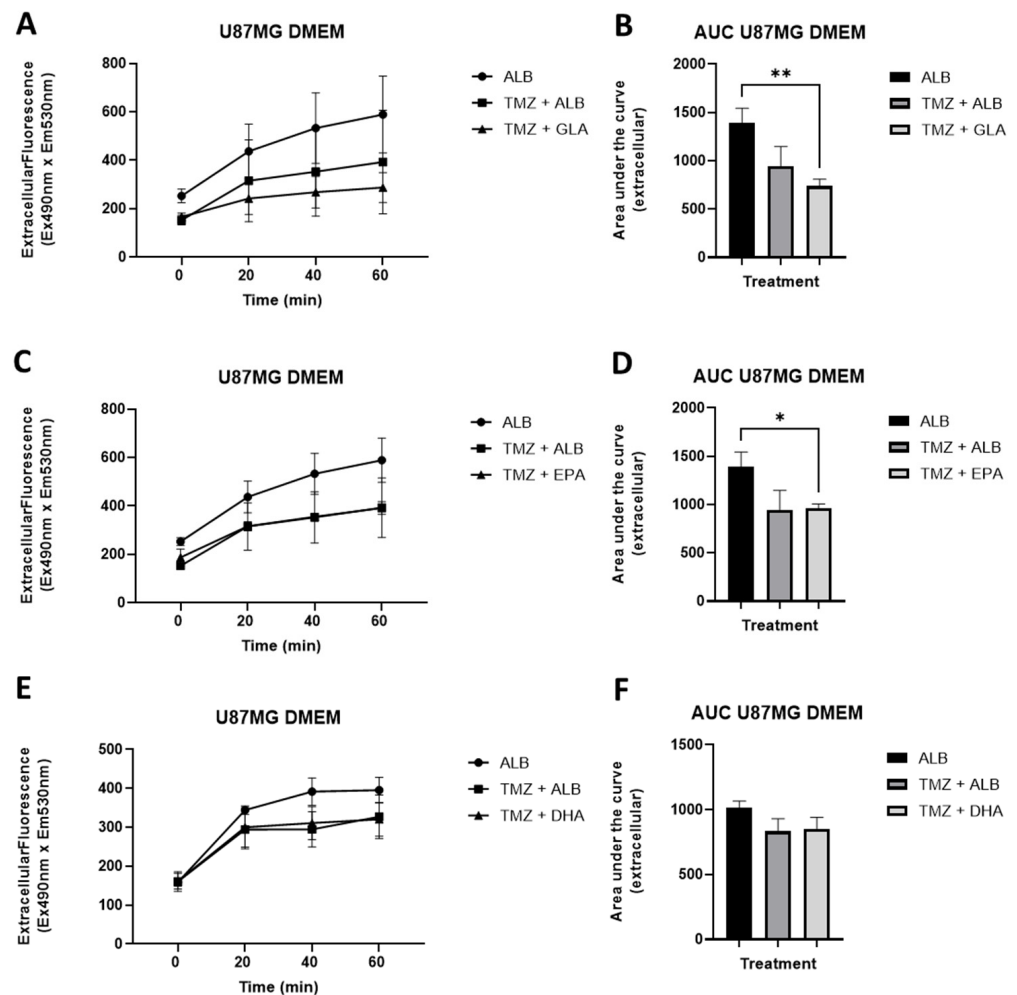 A
U87MG DMEM
ExtracellularFluorescence
(Ex490nm x Em530nm)
800
600
400
200
0
0 20 40 60
Time (min)
ALB
TMZ + ALB
TMZ + GLA
B
AUC U87MG DMEM
Area under the curve
(extracellular)
2000
1500
1000
500
0
**
Treatment
ALB
TMZ + ALB
TMZ + GLA
C
U87MG DMEM
ExtracellularFluorescence
(Ex490nm x Em530nm)
800
600
400
200
0
0 20 40 60
Time (min)
ALB
TMZ + ALB
TMZ + EPA
D
AUC U87MG DMEM
Area under the curve
(extracellular)
2000
1500
1000
500
0
*
Treatment
ALB
TMZ + ALB
TMZ + EPA
E
U87MG DMEM
ExtracellularFluorescence
(Ex490nm x Em530nm)
500
400
300
200
100
0
0 20 40 60
Time (min)
ALB
TMZ + ALB
TMZ + DHA
F
AUC U87MG DMEM
Area under the curve
(extracellular)
1500
1000
500
0
Treatment
ALB
TMZ + ALB
TMZ + DHA